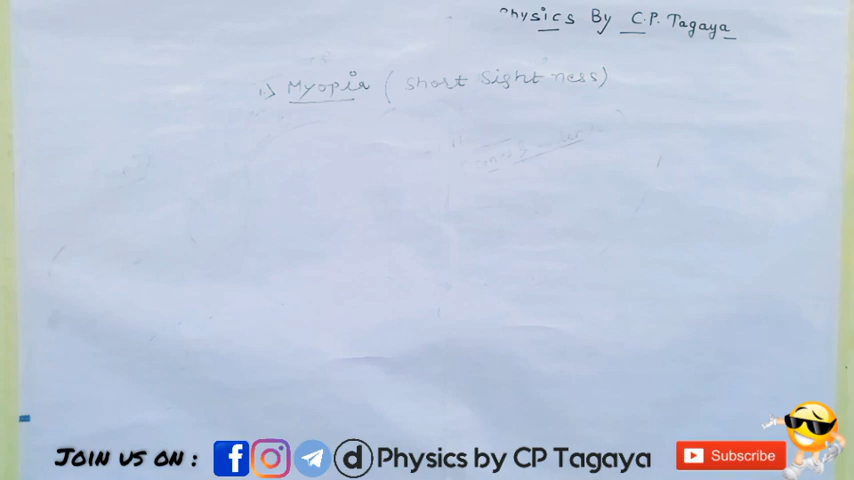 Physics By C.P. Tagaya
1) Myopia ( Short Sightness)
JOIN US ON :
Physics by CP Tagaya
Subscribe